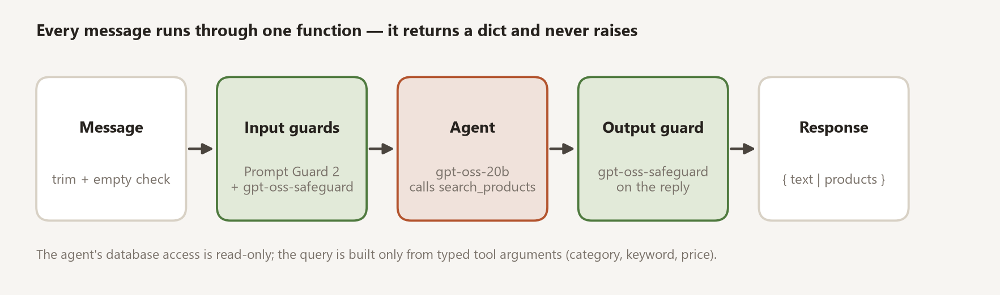 Every message runs through one function — it returns a dict and never raises
Message
trim + empty check
Input guards
Prompt Guard 2
+ gpt-oss-safeguard
Agent
gpt-oss-20b
calls search_products
Output guard
gpt-oss-safeguard
on the reply
Response
{ text | products }
The agent's database access is read-only; the query is built only from typed tool arguments (category, keyword, price).